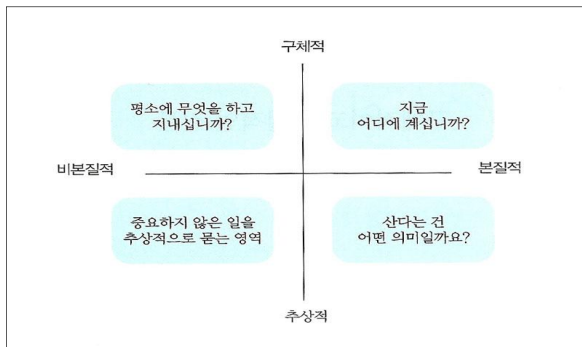 구체적
평소에 무엇을 하고
지내십니까?
지금
어디에 계십니까?
비본질적
본질적
중요하지 않은 일을
추상적으로 묻는 영역
산다는 건
어떤 의미일까요?
추상적